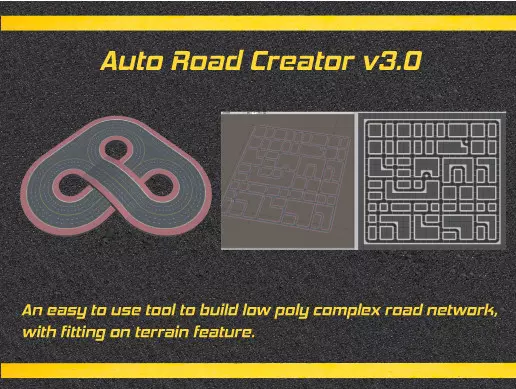 Auto Road Creator v3.0
An easy to use tool to build low poly complex road network,
with fitting on terrain feature.